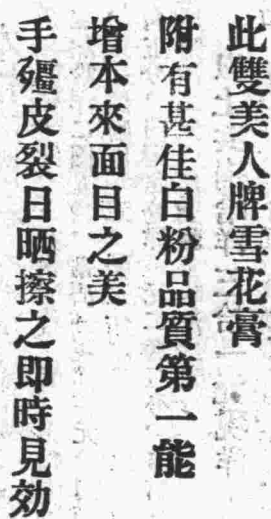 此雙美人牌雪花膏
附有甚佳白粉品質第一能
增本來面目之美
手殭皮裂日晒擦之即時見効